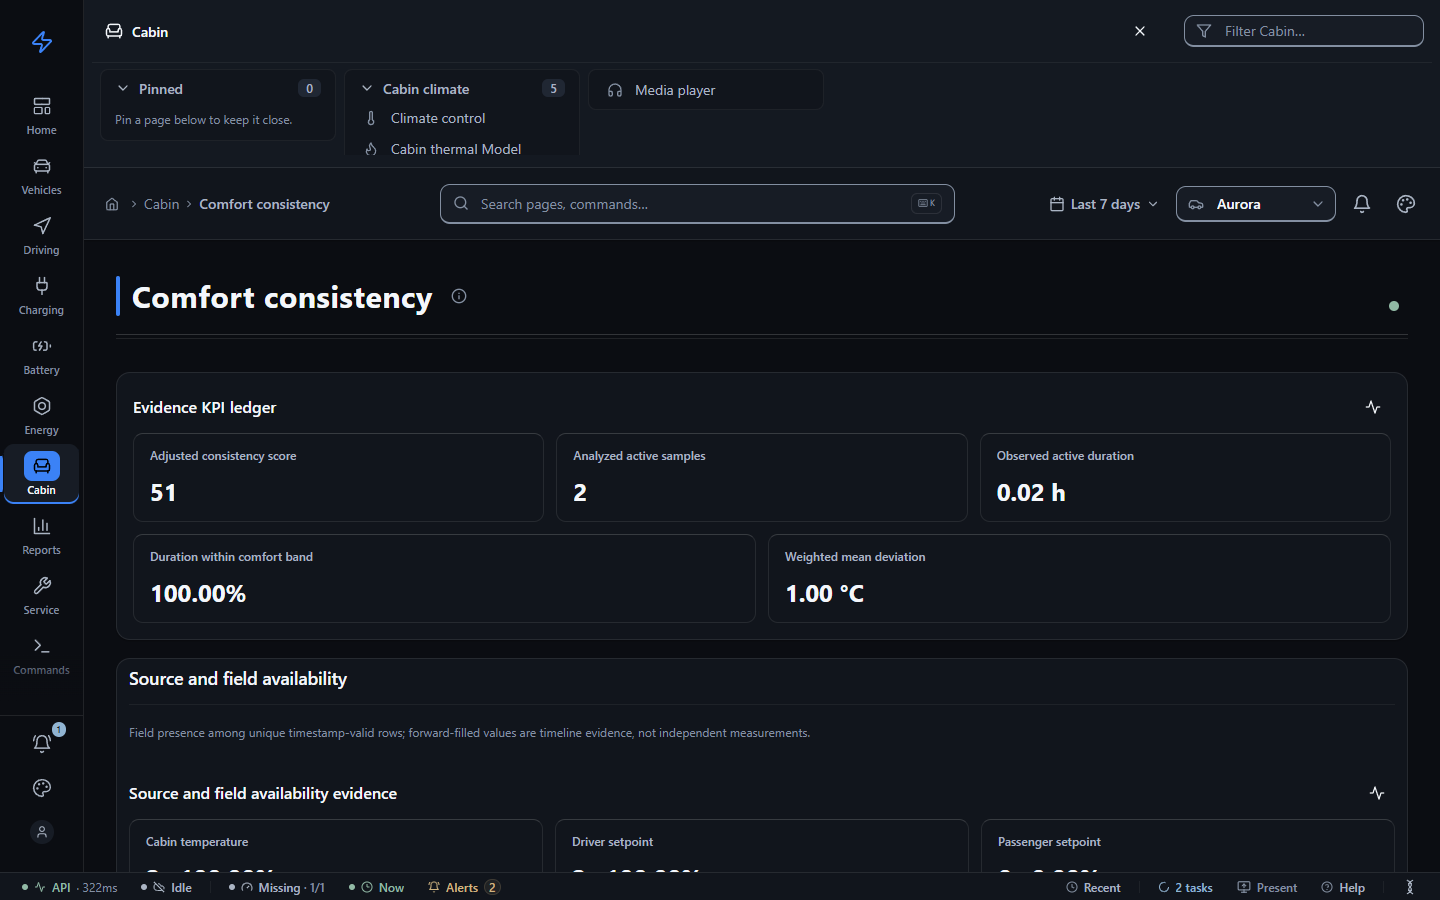 Cabin
Filter Cabin...
Pinned
0
Pin a page below to keep it close.
Cabin climate
5
Climate control
Cabin thermal Model
Media player
Home
Vehicles
Driving
Charging
Battery
Energy
Cabin
Reports
Service
Commands
1
Cabin
Comfort consistency
Search pages, commands...
K
Last 7 days
Aurora
Comfort consistency
Evidence KPI ledger
Adjusted consistency score
51
Analyzed active samples
2
Observed active duration
0.02 h
Duration within comfort band
100.00%
Weighted mean deviation
1.00 °C
Source and field availability
Field presence among unique timestamp-valid rows; forward-filled values are timeline evidence, not independent measurements.
Source and field availability evidence
Cabin temperature
Driver setpoint
Passenger setpoint
API · 322ms
Idle
Missing · 1/1
Now
Alerts 2
Recent
2 tasks
Present
Help